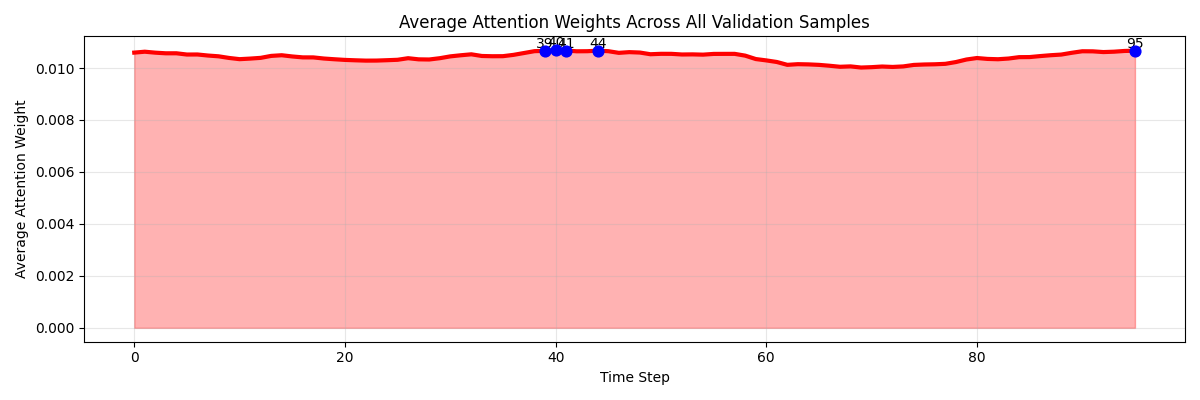 Average Attention Weights Across All Validation Samples
39 40 41 44 95
0.010
0.008
0.006
0.004
0.002
0.000
Average Attention Weight
0 20 40 60 80
Time Step